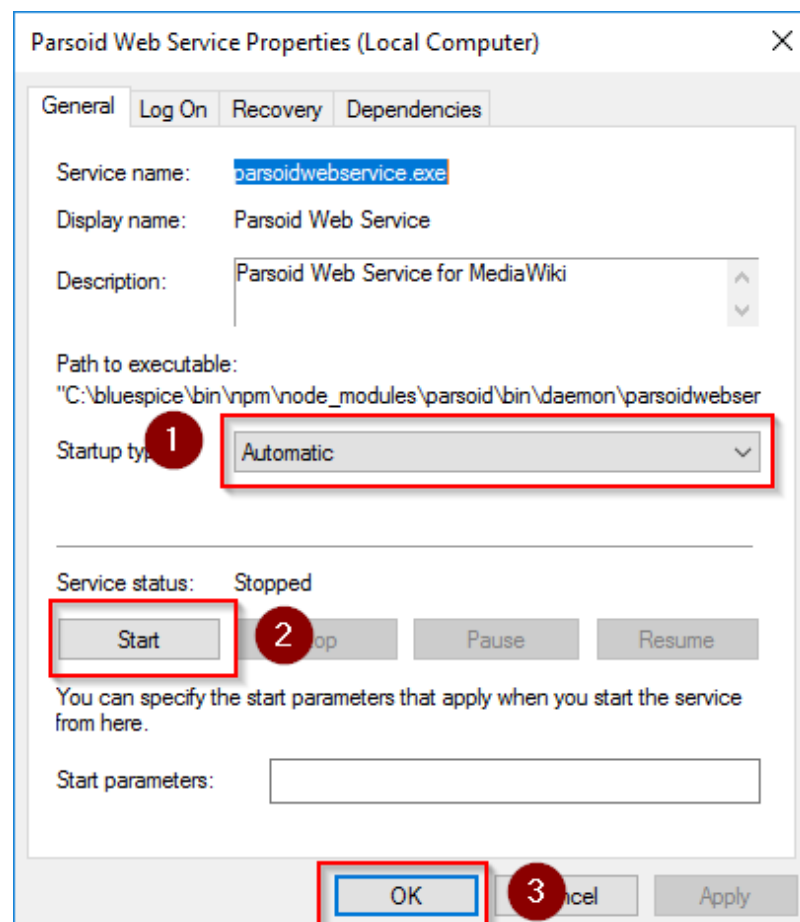 Parsoid Web Service Properties (Local Computer)
General Log On Recovery Dependencies
Service name: parsoidwebservice.exe
Display name: Parsoid Web Service
Description: Parsoid Web Service for MediaWiki
Path to executable:
"C:\bluespice\bin\npm\node_modules\parsoid\bin\daemon\parsoidwebser
Startup typ 1 Automatic
Service status: Stopped
Start 2 op Pause Resume
You can specify the start parameters that apply when you start the service
from here.
Start parameters:
OK 3 ncel Apply